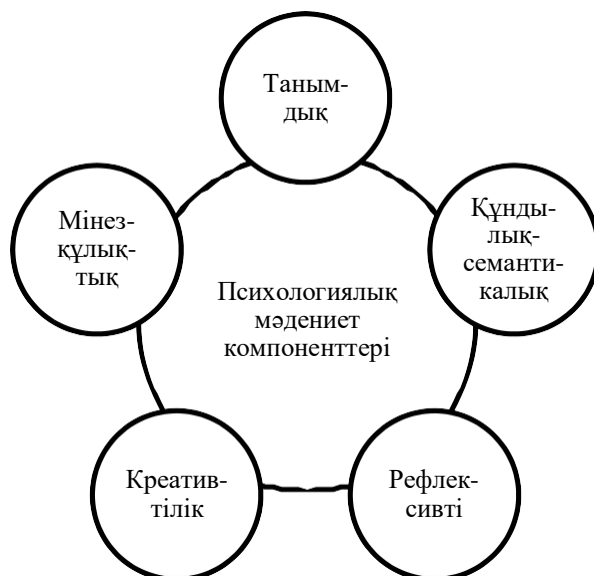 Таным-
дық
Құнды-
лық-
семанти-
калық
Рефлек-
сивті
Креатив-
тілік
Мінез-
құлық-
тық
Психологиялық
мәдениет
компоненттері